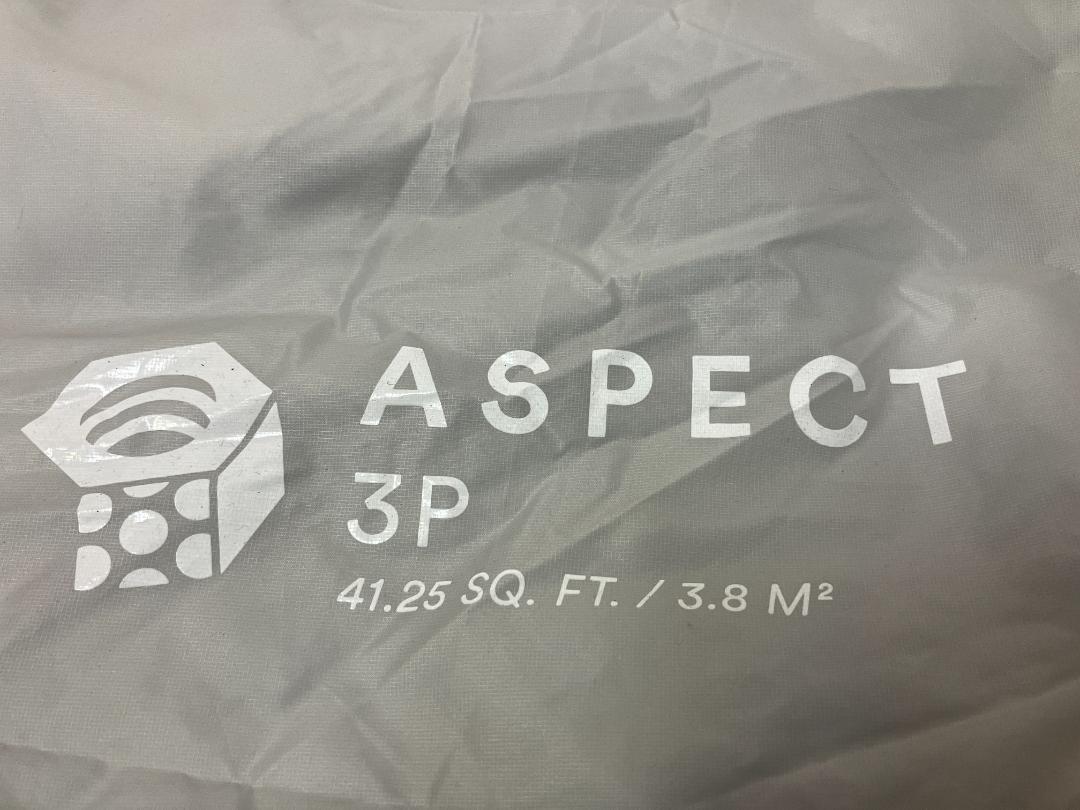 ASPECT
3P
41.25 SQ. FT. / 3.8 M²